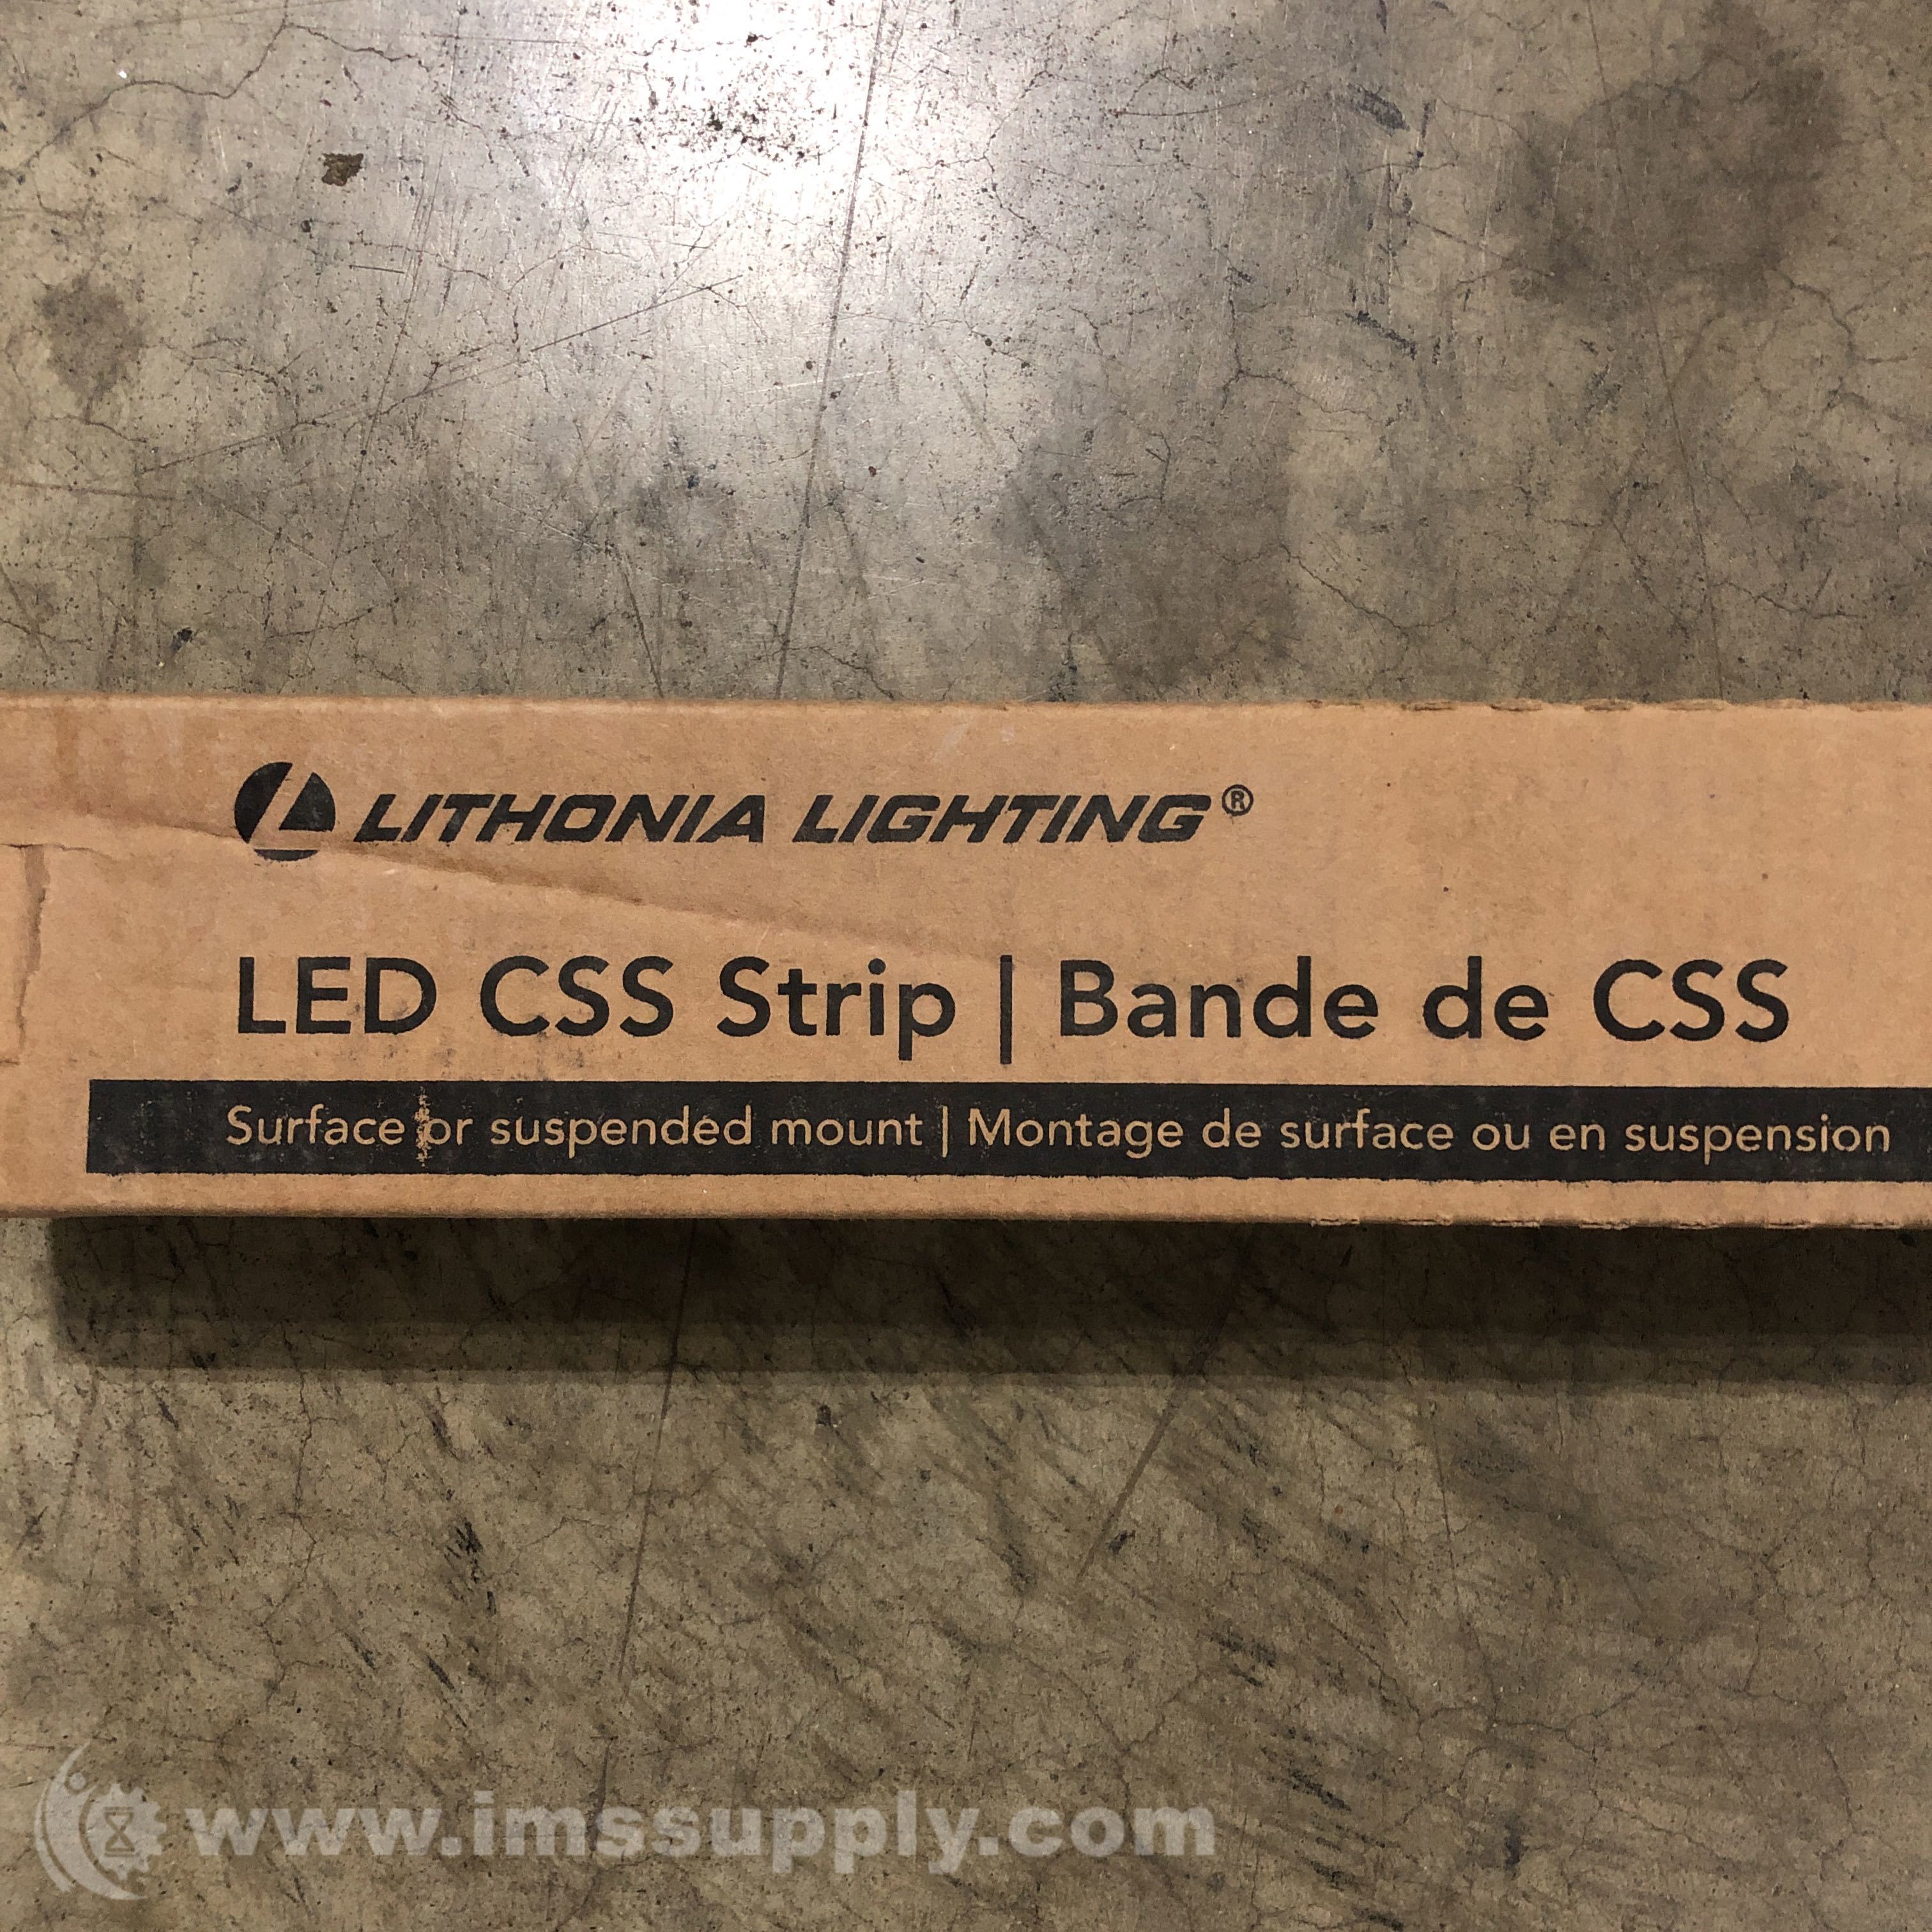 LITHONIA LIGHTING®
LED CSS Strip | Bande de CSS
Surface or suspended mount | Montage de surface ou en suspension
www.imssupply.com